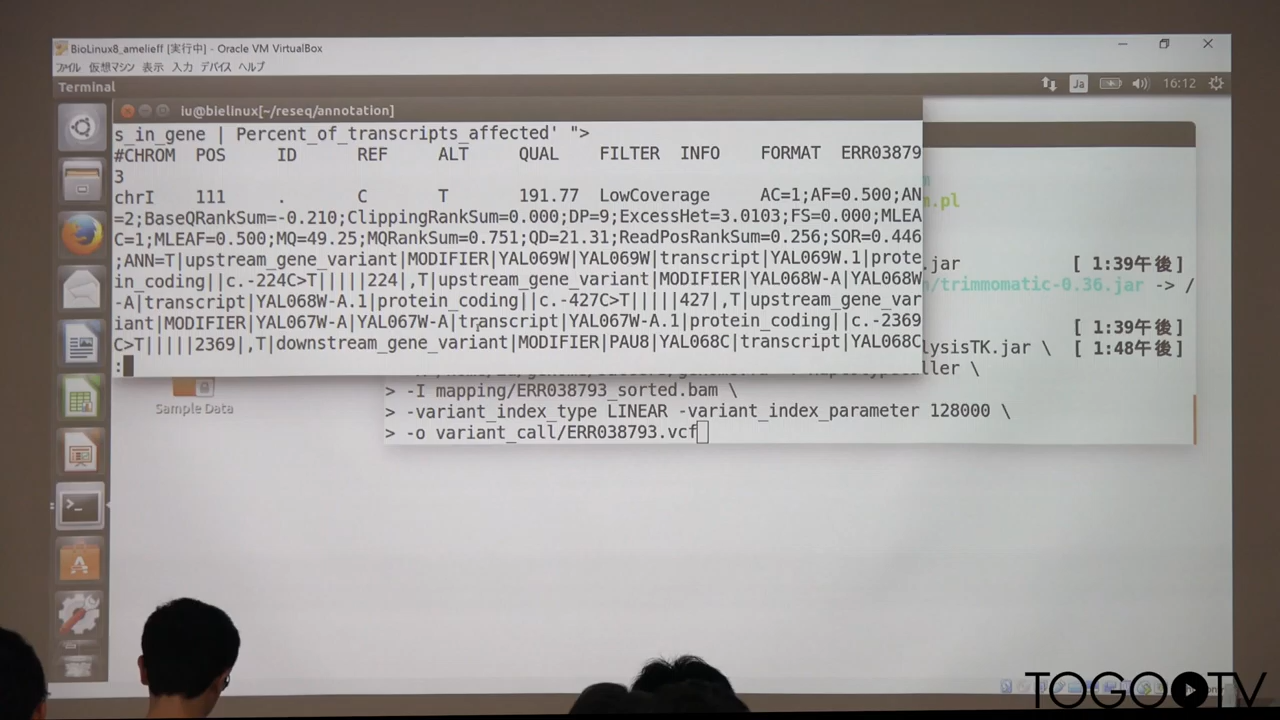 BioLinux8_amelieff [実行中] - Oracle VM VirtualBox
ファイル 仮想マシン 表示 入力 デバイス ヘルプ
Terminal
Ja
16:12
iu@bielinux[~/reseq/annotation]
s_in_gene | Percent_of_transcripts_affected' ">
#CHROM POS ID REF ALT QUAL FILTER INFO FORMAT ERR03879
3
chrI 111 . C T 191.77 LowCoverage AC=1;AF=0.500;AN
=2;BaseQRankSum=-0.210;ClippingRankSum=0.000;DP=9;ExcessHet=3.0103;FS=0.000;MLEA
C=1;MLEAF=0.500;MQ=49.25;MQRankSum=0.751;QD=21.31;ReadPosRankSum=0.256;SOR=0.446
;ANN=T|upstream_gene_variant|MODIFIER|YAL069W|YAL069W|transcript|YAL069W.1|prote
in_coding||c.-224C>T|||||224|,T|upstream_gene_variant|MODIFIER|YAL068W-A|YAL068W
-A|transcript|YAL068W-A.1|protein_coding||c.-427C>T|||||427|,T|upstream_gene_var
iant|MODIFIER|YAL067W-A|YAL067W-A|transcript|YAL067W-A.1|protein_coding||c.-2369
C>T|||||2369|,T|downstream_gene_variant|MODIFIER|PAU8|YAL068C|transcript|YAL068C
:
m.pl
.jar [ 1:39午後]
n/trimmomatic-0.36.jar -> /
[ 1:39午後]
lysisTK.jar \ [ 1:48午後]
ller \
> -I mapping/ERR038793_sorted.bam \
> -variant_index_type LINEAR -variant_index_parameter 128000 \
> -o variant_call/ERR038793.vcf
Sample Data
TOGO TV